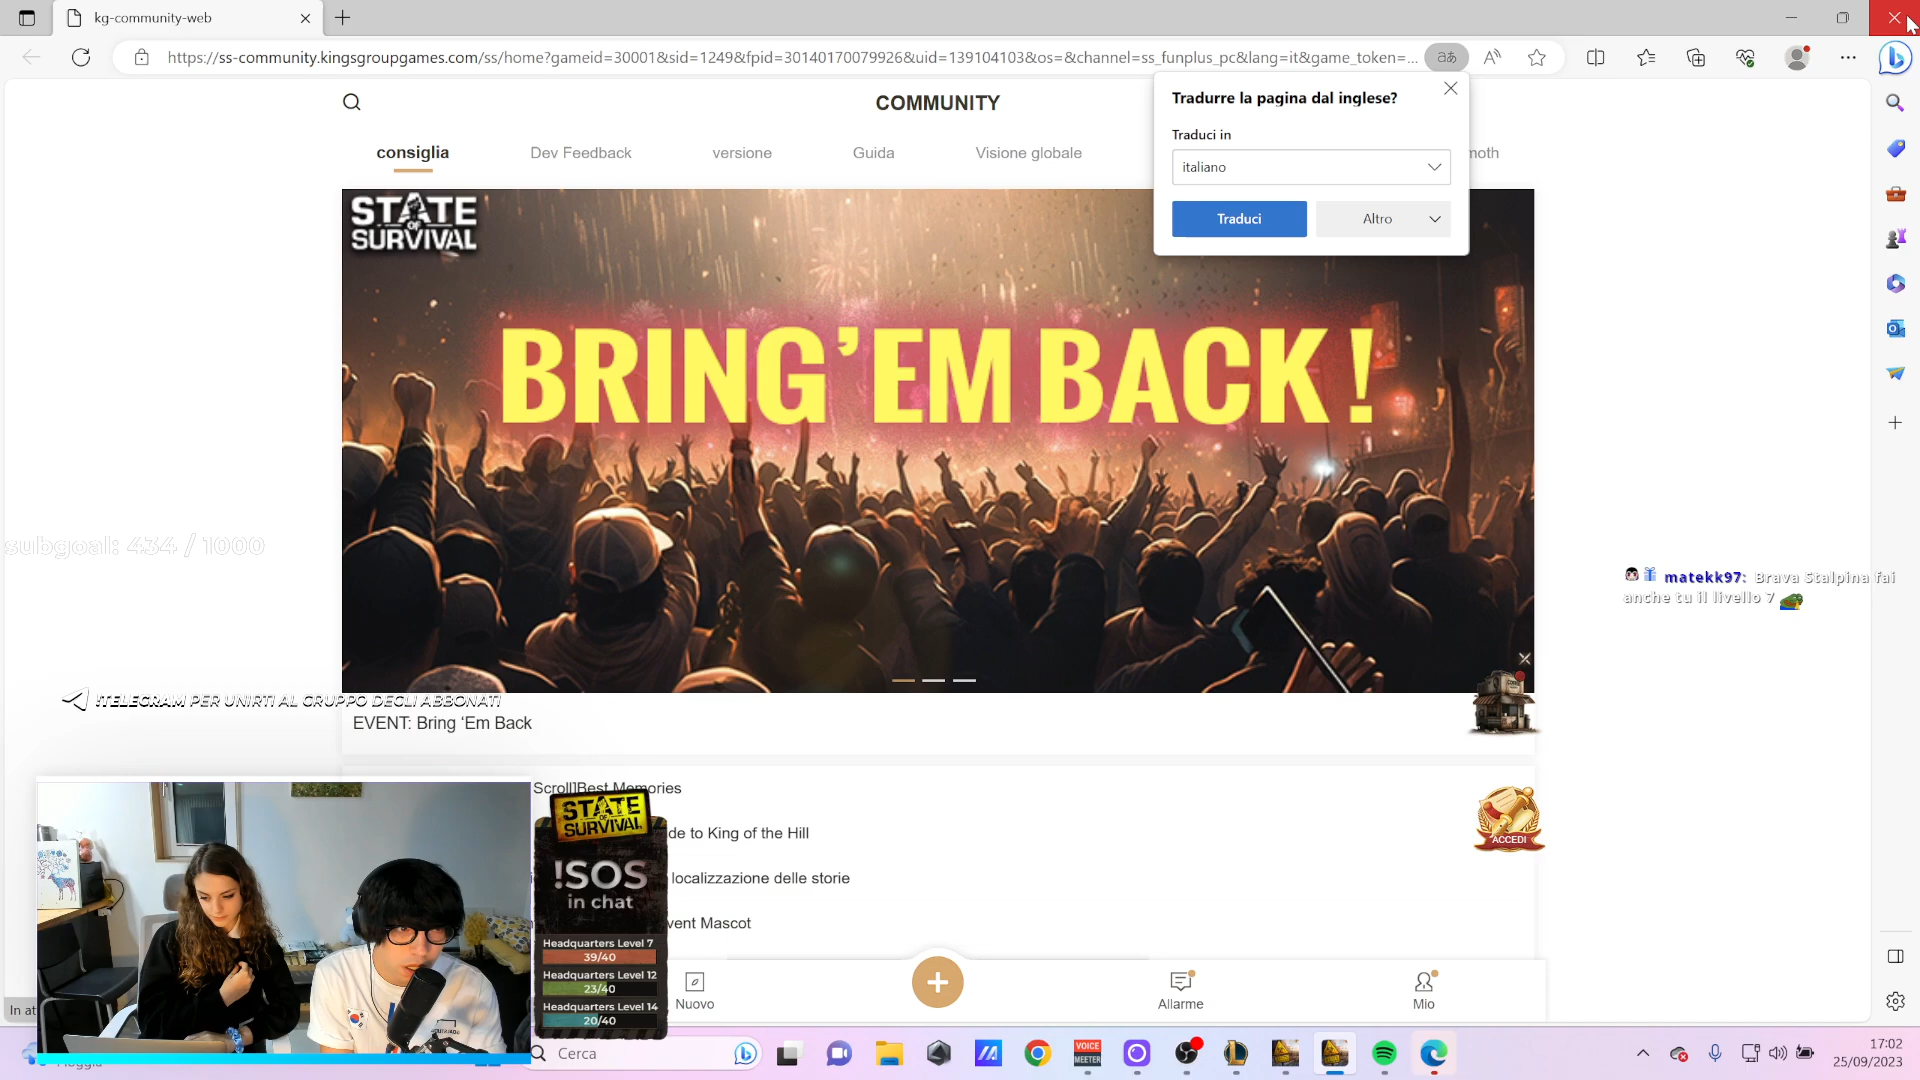 kg-community-web
https://ss-community.kingsgroupgames.com/ss/home?gameid=30001&sid=1249&fpid=30140170079926&uid=139104103&os=&channel=ss_funplus_pc&lang=it&game_token=...
COMMUNITY
consiglia Dev Feedback versione Guida Visione globale moth
Tradurre la pagina dal inglese?
Traduci in
italiano
Traduci Altro
STATE OF SURVIVAL
BRING'EM BACK!
subgoal: 434 / 1000
matekk97: Brava Stalpina fai
anche tu il livello 7
!TELEGRAM PER UNIRTI AL GRUPPO DEGLI ABBONATI
EVENT: Bring 'Em Back
Scroll]Best Memories
de to King of the Hill
localizzazione delle storie
vent Mascot
ACCEDI
STATE OF SURVIVAL
!SOS
in chat
Headquarters Level 7
39/40
Headquarters Level 12
23/40
Headquarters Level 14
20/40
Nuovo
Allarme
Mio
In at
Pioggia
Cerca
VOICE MEETER
17:02
25/09/2023